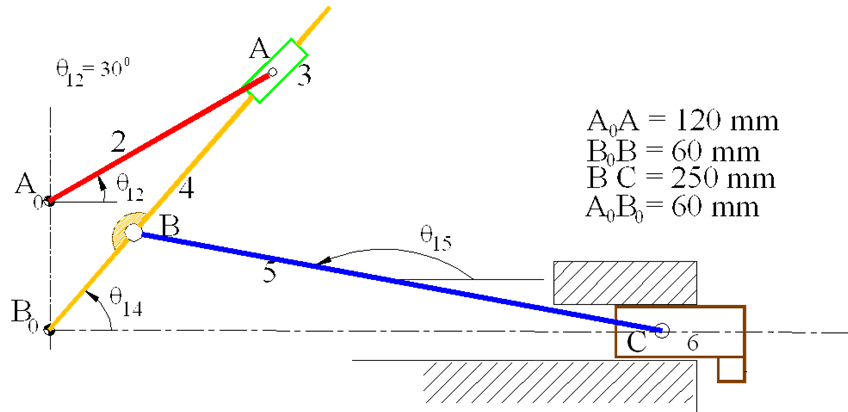 A
θ₁₂ = 30⁰
3
2
A₀A = 120 mm
B₀B = 60 mm
B C = 250 mm
A₀B₀ = 60 mm
A₀
θ₁₂
4
B
θ₁₅
5
B₀
θ₁₄
C
6